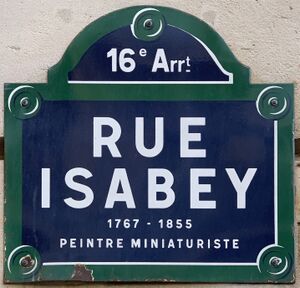 16e Arrt
RUE
ISABEY
1767 - 1855
PEINTRE MINIATURISTE